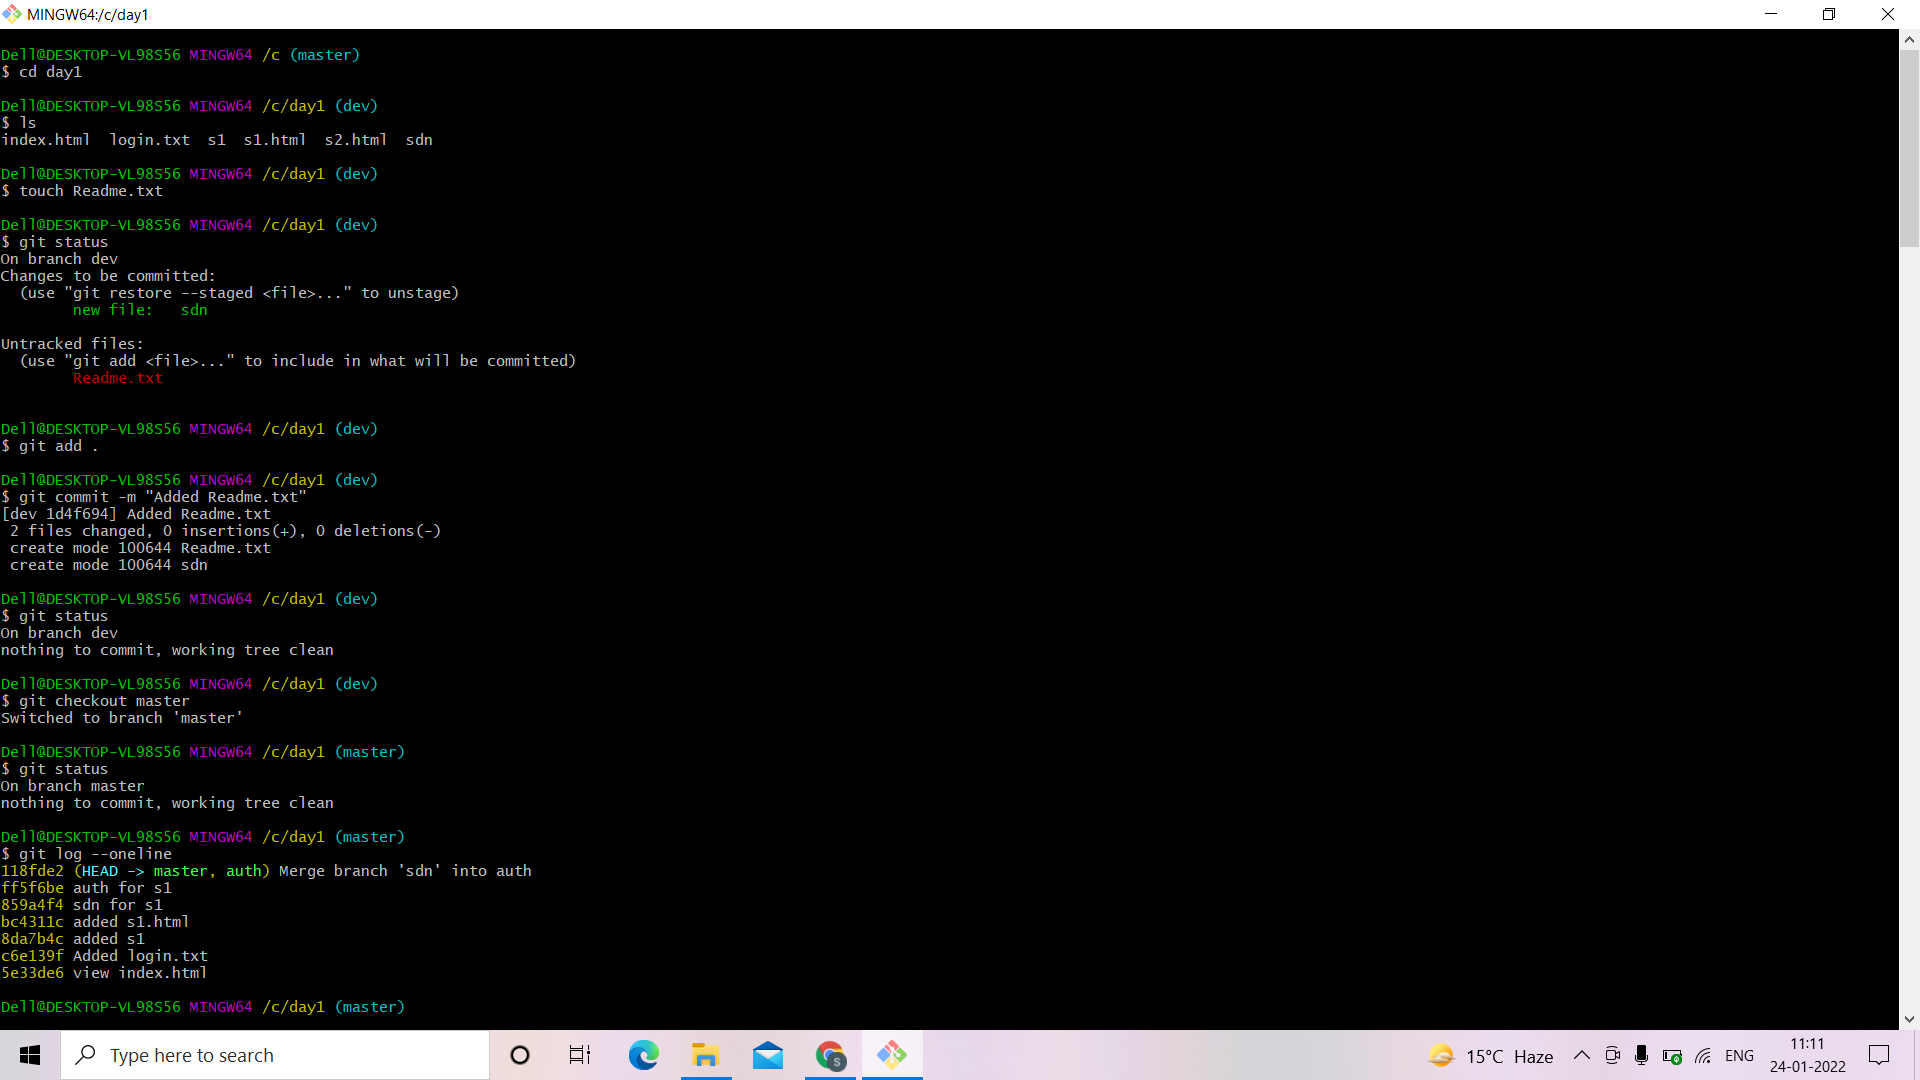 MINGW64:/c/day1
Dell@DESKTOP-VL98S56 MINGW64 /c (master)
$ cd day1
Dell@DESKTOP-VL98S56 MINGW64 /c/day1 (dev)
$ ls
index.html  login.txt  s1  s1.html  s2.html  sdn
Dell@DESKTOP-VL98S56 MINGW64 /c/day1 (dev)
$ touch Readme.txt
Dell@DESKTOP-VL98S56 MINGW64 /c/day1 (dev)
$ git status
On branch dev
Changes to be committed:
  (use "git restore --staged <file>..." to unstage)
        new file:   sdn
Untracked files:
  (use "git add <file>..." to include in what will be committed)
        Readme.txt
Dell@DESKTOP-VL98S56 MINGW64 /c/day1 (dev)
$ git add .
Dell@DESKTOP-VL98S56 MINGW64 /c/day1 (dev)
$ git commit -m "Added Readme.txt"
[dev 1d4f694] Added Readme.txt
 2 files changed, 0 insertions(+), 0 deletions(-)
 create mode 100644 Readme.txt
 create mode 100644 sdn
Dell@DESKTOP-VL98S56 MINGW64 /c/day1 (dev)
$ git status
On branch dev
nothing to commit, working tree clean
Dell@DESKTOP-VL98S56 MINGW64 /c/day1 (dev)
$ git checkout master
Switched to branch 'master'
Dell@DESKTOP-VL98S56 MINGW64 /c/day1 (master)
$ git status
On branch master
nothing to commit, working tree clean
Dell@DESKTOP-VL98S56 MINGW64 /c/day1 (master)
$ git log --oneline
118fde2 (HEAD -> master, auth) Merge branch 'sdn' into auth
ff5f6be auth for s1
859a4f4 sdn for s1
bc4311c added s1.html
8da7b4c added s1
c6e139f Added login.txt
5e33de6 view index.html
Dell@DESKTOP-VL98S56 MINGW64 /c/day1 (master)
Type here to search
S
15°C Haze
ENG
11:11
24-01-2022